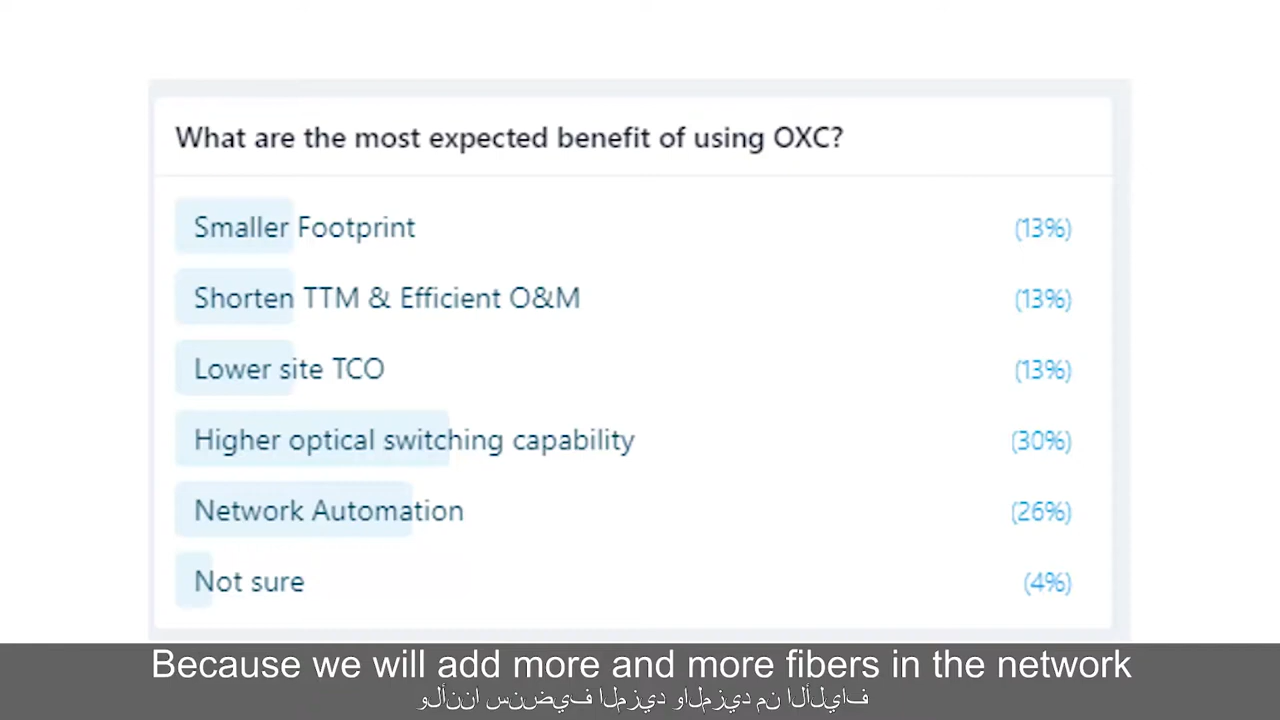 What are the most expected benefit of using OXC?
Smaller Footprint (13%)
Shorten TTM & Efficient O&M (13%)
Lower site TCO (13%)
Higher optical switching capability (30%)
Network Automation (26%)
Not sure (4%)
Because we will add more and more fibers in the network
ولأننا سنضيف المزيد والمزيد من الألياف